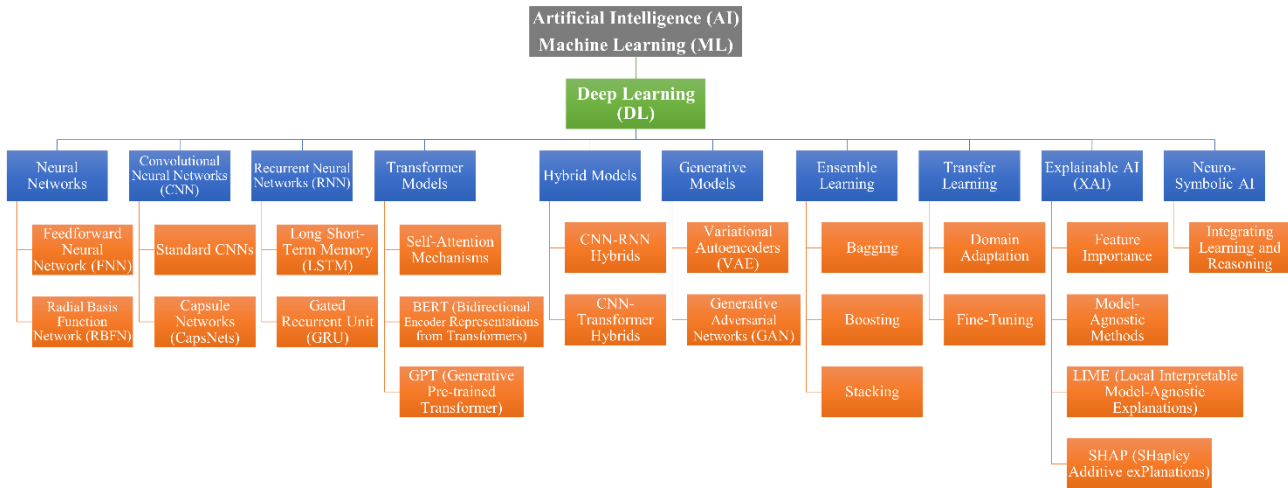 Artificial Intelligence (AI)
Machine Learning (ML)
Deep Learning
(DL)
Neural
Networks
Feedforward
Neural
Network (FNN)
Radial Basis
Function
Network (RBFN)
Convolutional
Neural Networks
(CNN)
Standard CNNs
Capsule
Networks
(CapsNets)
Recurrent Neural
Networks (RNN)
Long Short-
Term Memory
(LSTM)
Gated
Recurrent Unit
(GRU)
Transformer
Models
Self-Attention
Mechanisms
BERT (Bidirectional
Encoder Representations
from Transformers)
GPT (Generative
Pre-trained
Transformer)
Hybrid Models
CNN-RNN
Hybrids
CNN-
Transformer
Hybrids
Generative
Models
Variational
Autoencoders
(VAE)
Generative
Adversarial
Networks (GAN)
Ensemble
Learning
Bagging
Boosting
Stacking
Transfer
Learning
Domain
Adaptation
Fine-Tuning
Explainable AI
(XAI)
Feature
Importance
Model-
Agnostic
Methods
LIME (Local Interpretable
Model-Agnostic
Explanations)
SHAP (SHapley
Additive exPlanations)
Neuro-
Symbolic AI
Integrating
Learning and
Reasoning